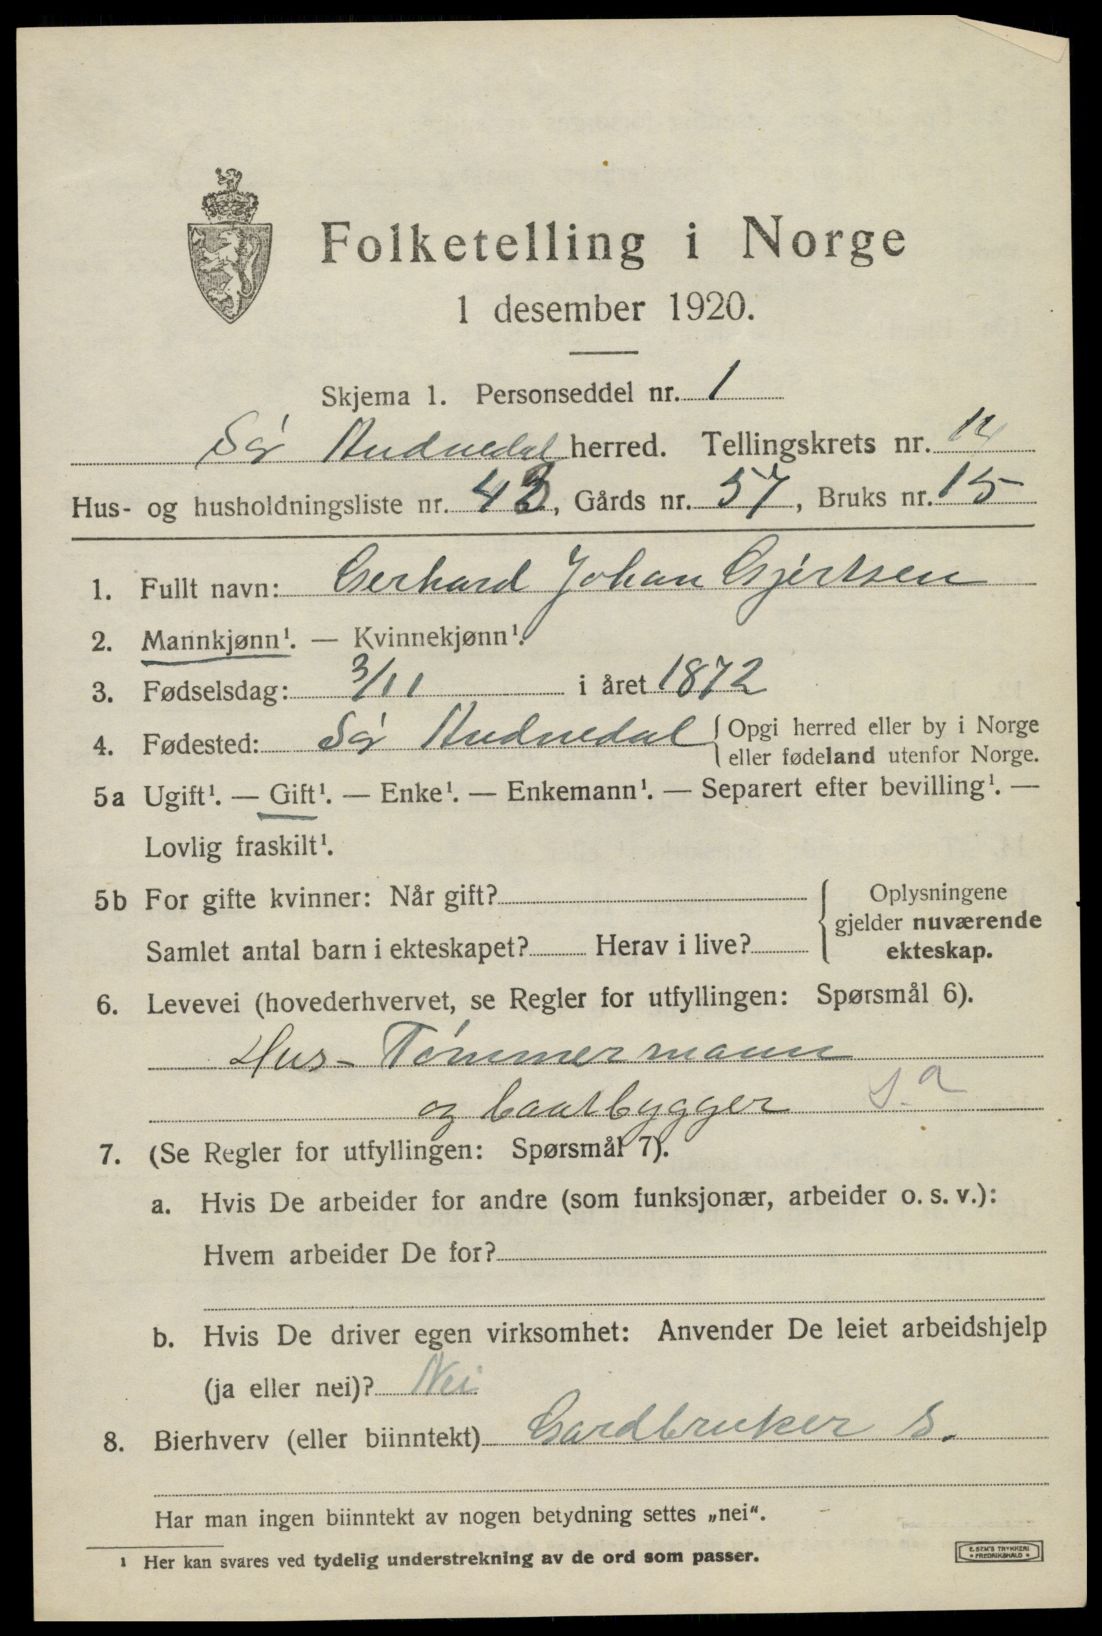 Folketelling i Norge
1 desember 1920.
Skjema 1. Personseddel nr. 1
Sør Audnedal herred. Tellingskrets nr. 14
Hus- og husholdningsliste nr. 43, Gårds nr. 57, Bruks nr. 15
1. Fullt navn: Gerhard Johan Gjertsen
2. Mannkjønn¹. — Kvinnekjønn¹.
3. Fødselsdag: 3/11 i året 1872
4. Fødested: Sør Audnedal { Opgi herred eller by i Norge
eller fødeland utenfor Norge.
5a Ugift¹. — Gift¹. — Enke¹. — Enkemann¹. — Separert efter bevilling¹. —
Lovlig fraskilt¹.
5b For gifte kvinner: Når gift?
Samlet antal barn i ekteskapet? Herav i live?
Oplysningene
gjelder nuværende
ekteskap.
6. Levevei (hovederhvervet, se Regler for utfyllingen: Spørsmål 6).
Hus-Tømmermann
og baatbygger s.a
7. (Se Regler for utfyllingen: Spørsmål 7).
a. Hvis De arbeider for andre (som funksjonær, arbeider o. s. v.):
Hvem arbeider De for?
b. Hvis De driver egen virksomhet: Anvender De leiet arbeidshjelp
(ja eller nei)? Nei
8. Bierhverv (eller biinntekt) Gardbruker s.
Har man ingen biinntekt av nogen betydning settes „nei".
¹ Her kan svares ved tydelig understrekning av de ord som passer.
E. SEM'S TRYKKERI
• FREDRIKSHALD •